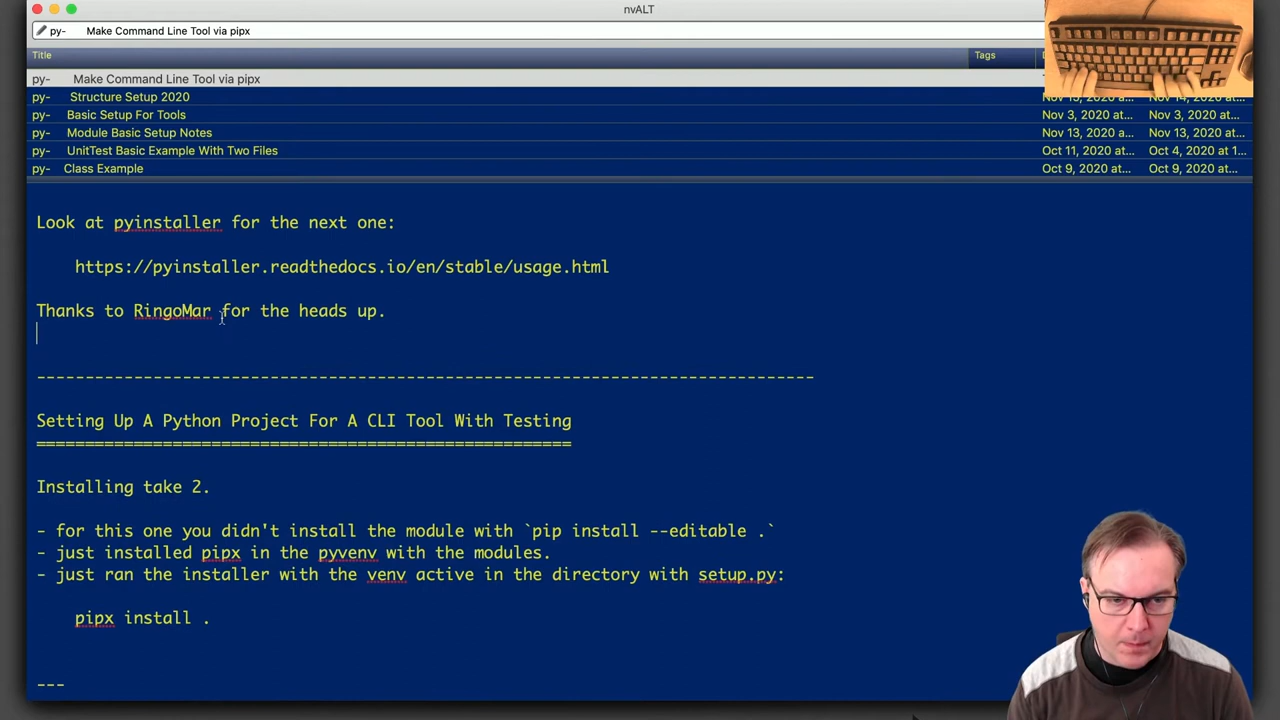 nvALT
py- Make Command Line Tool via pipx
Title Tags
py- Make Command Line Tool via pipx
py- Structure Setup 2020
py- Basic Setup For Tools Nov 3, 2020 at... Nov 3, 2020 at...
py- Module Basic Setup Notes Nov 13, 2020 at... Nov 13, 2020 at...
py- UnitTest Basic Example With Two Files Oct 11, 2020 at... Oct 4, 2020 at 1...
py- Class Example Oct 9, 2020 at... Oct 9, 2020 at...
Look at pyinstaller for the next one:
https://pyinstaller.readthedocs.io/en/stable/usage.html
Thanks to RingoMar for the heads up.
--------------------------------------------------------------------------------
Setting Up A Python Project For A CLI Tool With Testing
=======================================================
Installing take 2.
- for this one you didn't install the module with `pip install --editable .`
- just installed pipx in the pyvenv with the modules.
- just ran the installer with the venv active in the directory with setup.py:
pipx install .
---